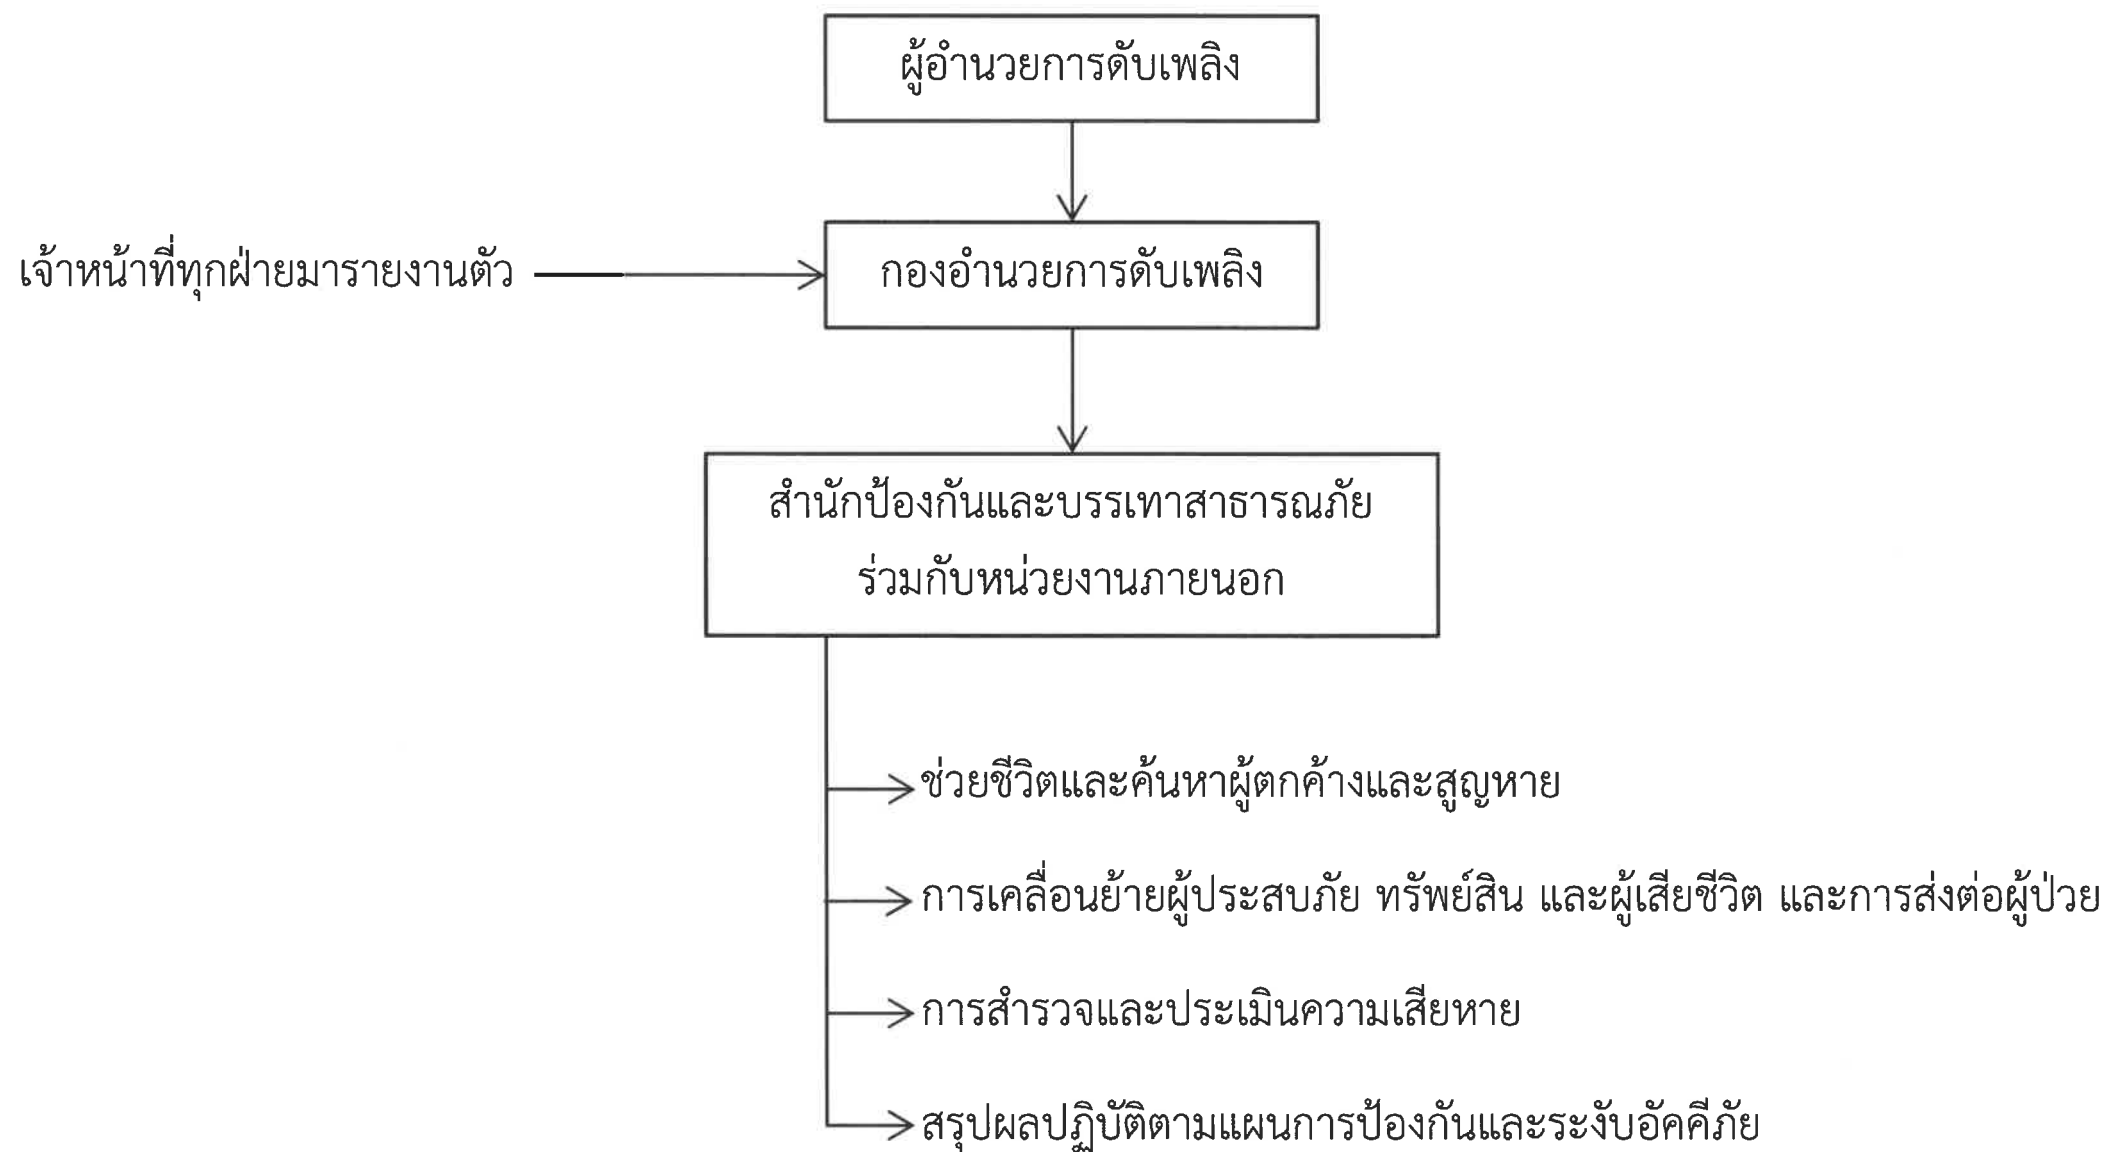 ผู้อำนวยการดับเพลิง
เจ้าหน้าที่ทุกฝ่ายมารายงานตัว
กองอำนวยการดับเพลิง
สำนักป้องกันและบรรเทาสาธารณภัย
ร่วมกับหน่วยงานภายนอก
ช่วยชีวิตและค้นหาผู้ตกค้างและสูญหาย
การเคลื่อนย้ายผู้ประสบภัย ทรัพย์สิน และผู้เสียชีวิต และการส่งต่อผู้ป่วย
การสำรวจและประเมินความเสียหาย
สรุปผลปฏิบัติตามแผนการป้องกันและระงับอัคคีภัย